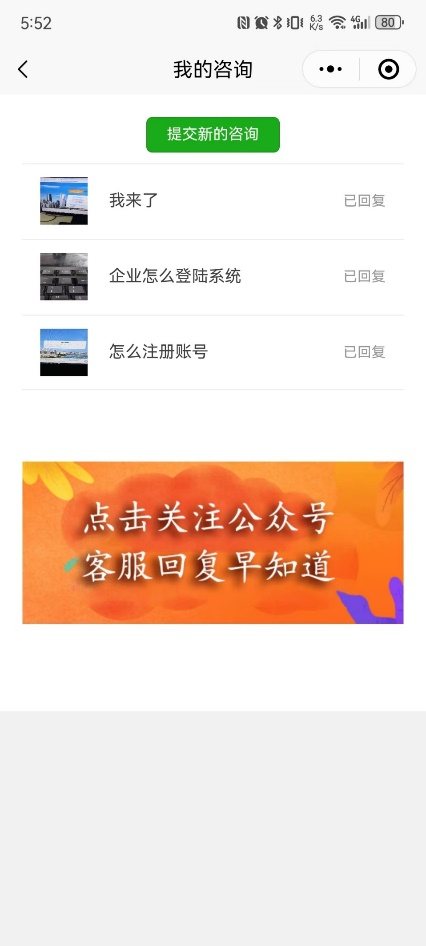 5:52
6.3
K/s
4G
80
我的咨询
提交新的咨询
我来了
已回复
企业怎么登陆系统
已回复
怎么注册账号
已回复
点击关注公众号
客服回复早知道